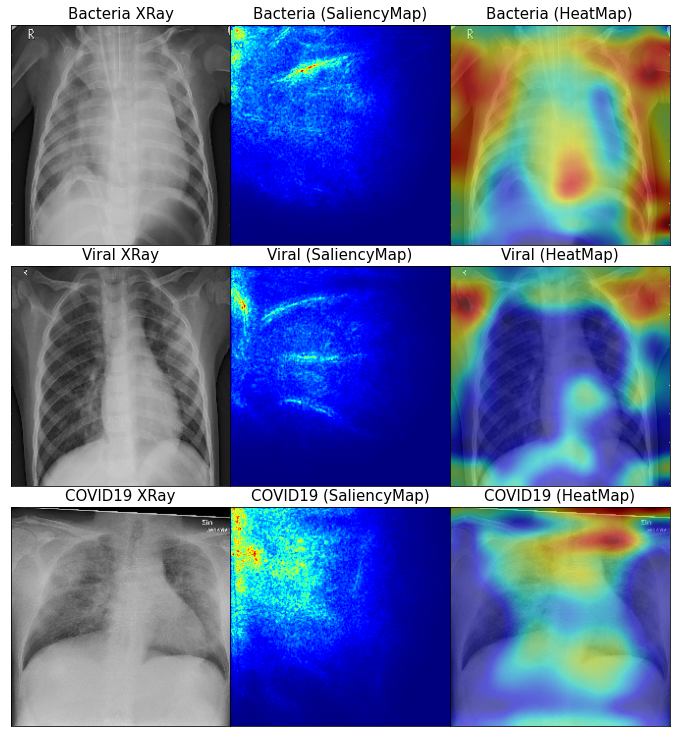 Bacteria XRay
Bacteria (SaliencyMap)
Bacteria (HeatMap)
R
R
Viral XRay
Viral (SaliencyMap)
Viral (HeatMap)
COVID19 XRay
COVID19 (SaliencyMap)
COVID19 (HeatMap)